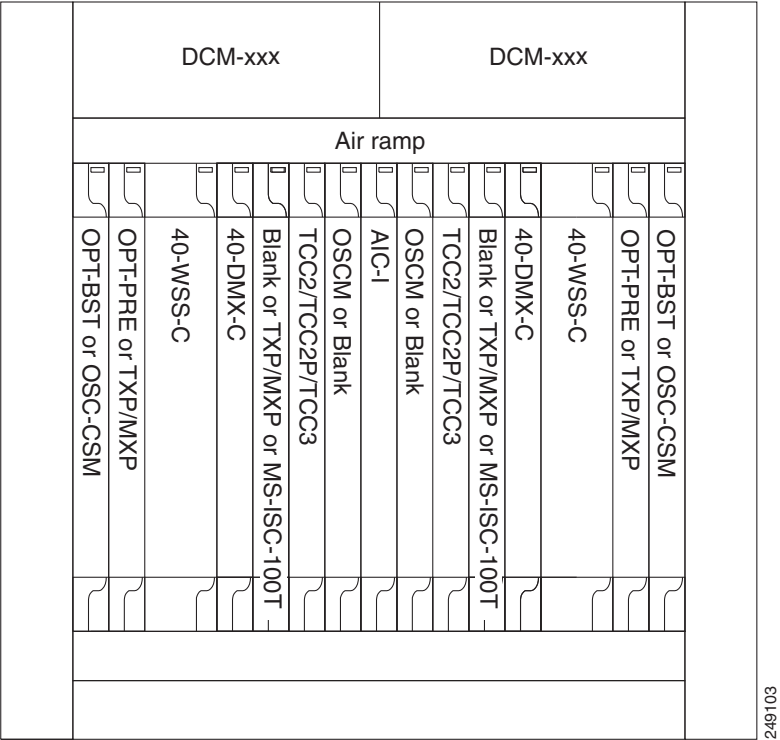 DCM-xxx
DCM-xxx
Air ramp
OPT-BST or OSC-CSM
OPT-PRE or TXP/MXP
40-WSS-C
40-DMX-C
Blank or TXP/MXP or MS-ISC-100T
TCC2/TCC2P/TCC3
OSCM or Blank
AIC-I
OSCM or Blank
TCC2/TCC2P/TCC3
Blank or TXP/MXP or MS-ISC-100T
40-DMX-C
40-WSS-C
OPT-PRE or TXP/MXP
OPT-BST or OSC-CSM
249103